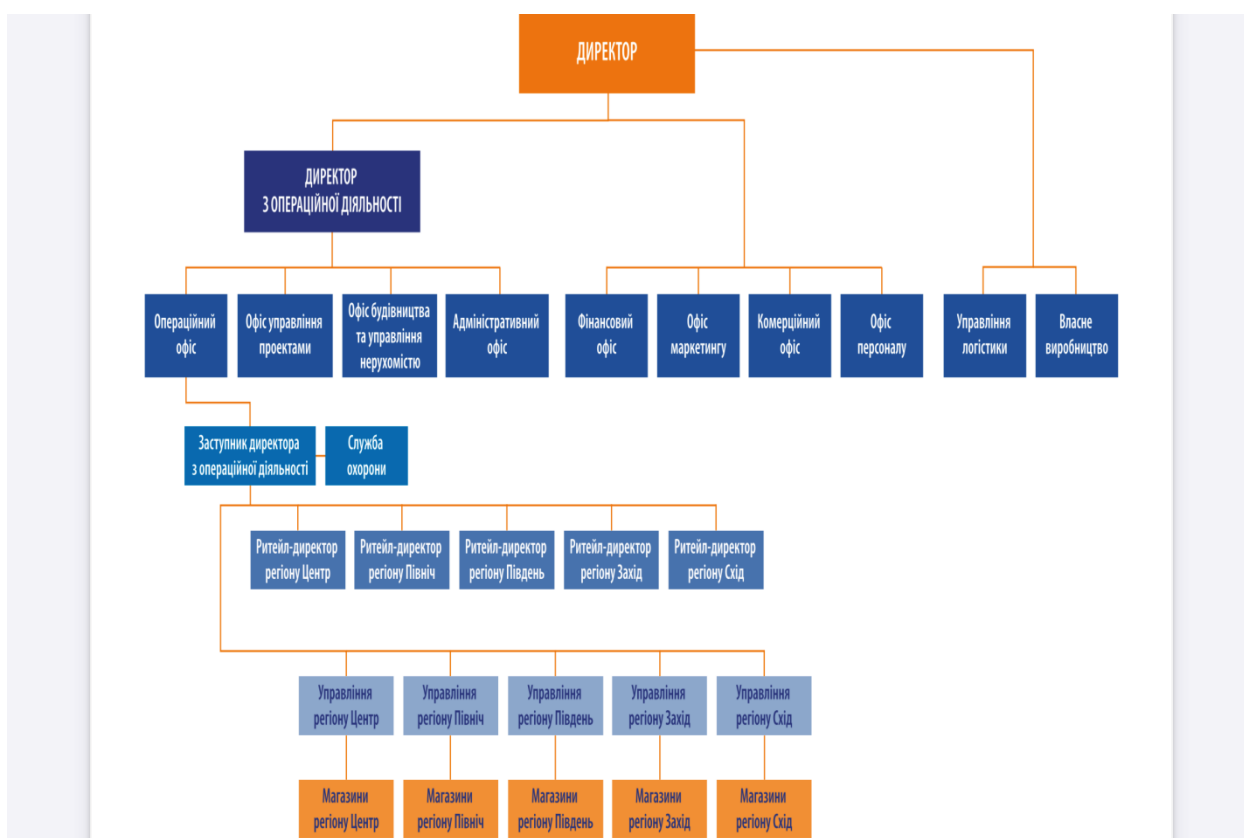 ДИРЕКТОР
ДИРЕКТОР
З ОПЕРАЦІЙНОЇ ДІЯЛЬНОСТІ
Операційний
офіс
Офіс управління
проектами
Офіс будівництва
та управління
нерухомістю
Адміністративний
офіс
Фінансовий
офіс
Офіс
маркетингу
Комерційний
офіс
Офіс
персоналу
Управління
логістики
Власне
виробництво
Заступник директора
з операційної діяльності
Служба
охорони
Ритейл-директор
регіону Центр
Ритейл-директор
регіону Північ
Ритейл-директор
регіону Південь
Ритейл-директор
регіону Захід
Ритейл-директор
регіону Схід
Управління
регіону Центр
Управління
регіону Північ
Управління
регіону Південь
Управління
регіону Захід
Управління
регіону Схід
Магазини
регіону Центр
Магазини
регіону Північ
Магазини
регіону Південь
Магазини
регіону Захід
Магазини
регіону Схід